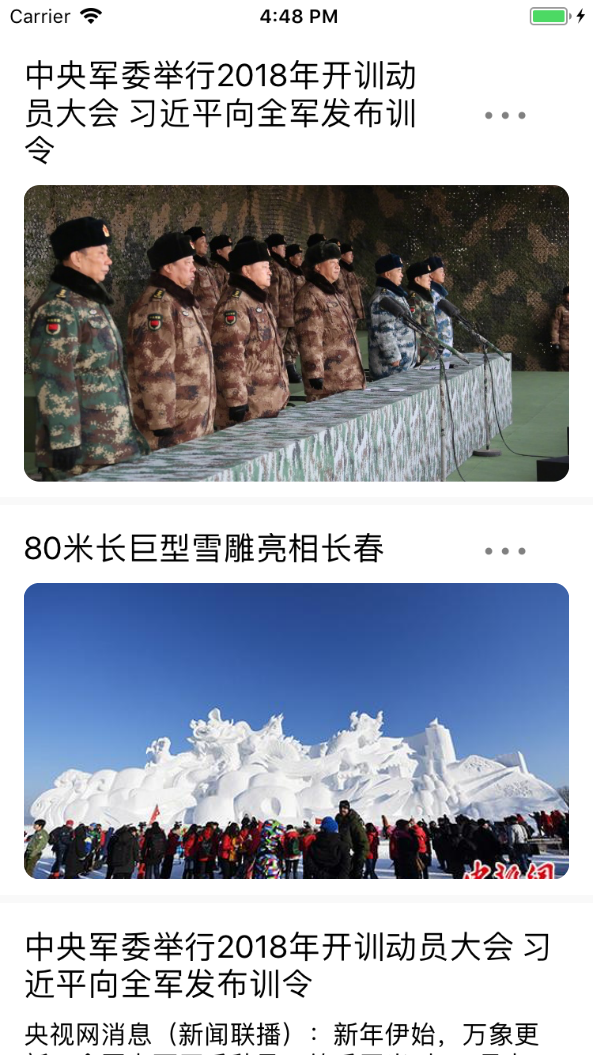 Carrier 4:48 PM
中央军委举行2018年开训动
员大会 习近平向全军发布训
令
80米长巨型雪雕亮相长春
中新网
中央军委举行2018年开训动员大会 习
近平向全军发布训令
央视网消息（新闻联播）：新年伊始，万象更